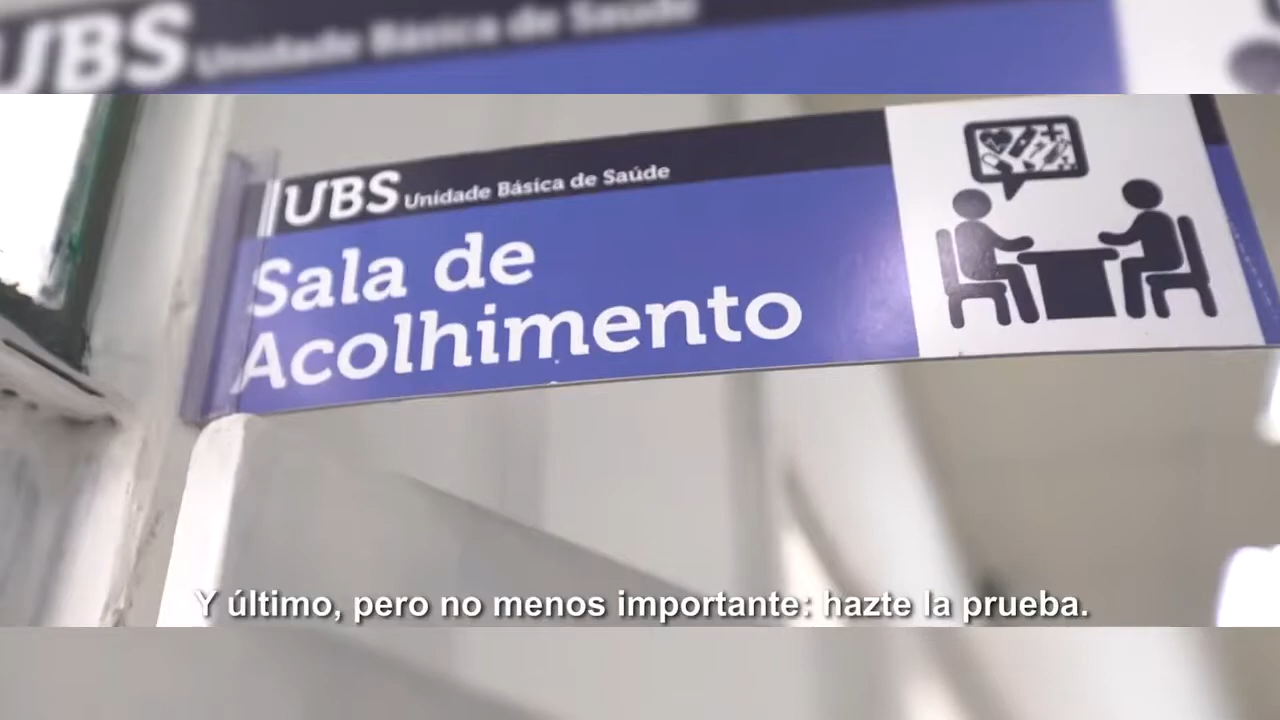 UBS Unidade Básica de Saúde
UBS Unidade Básica de Saúde
Sala de
Acolhimento
Y último, pero no menos importante: hazte la prueba.